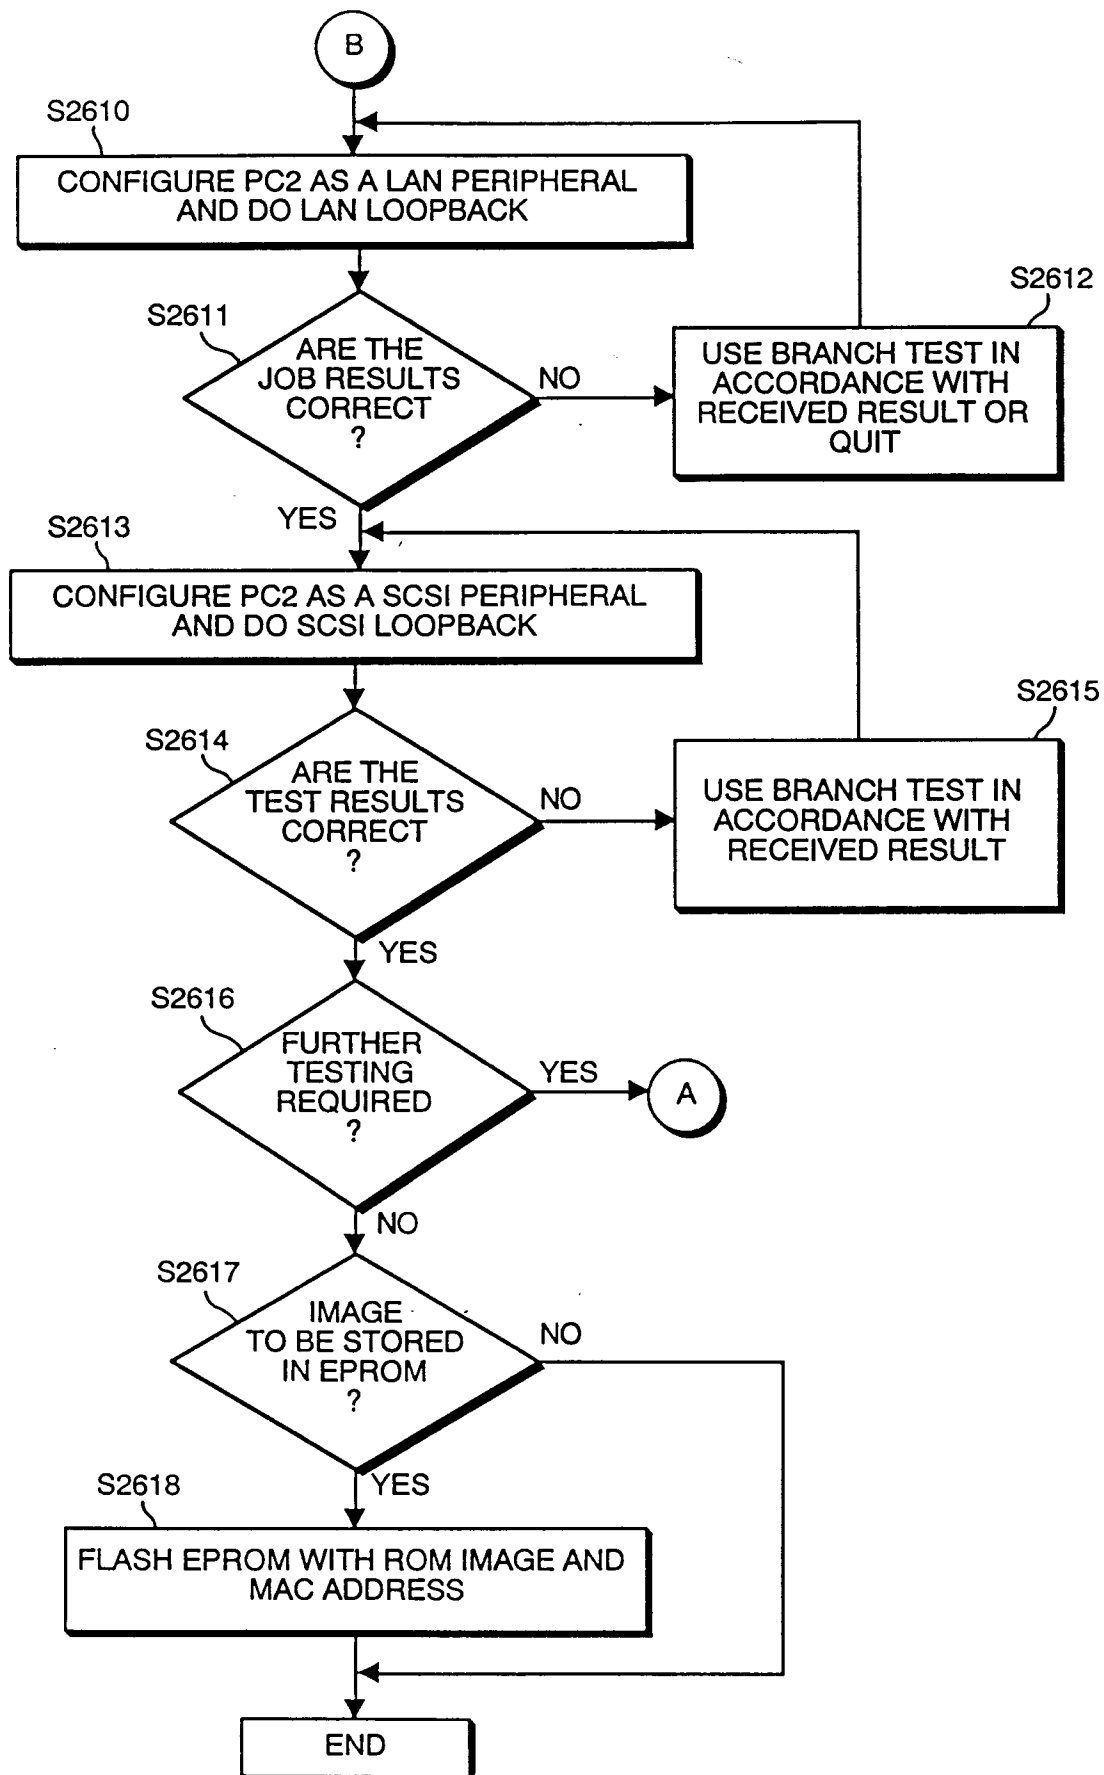 B
S2610
CONFIGURE PC2 AS A LAN PERIPHERAL
AND DO LAN LOOPBACK
S2611
ARE THE
JOB RESULTS
CORRECT
?
NO
S2612
USE BRANCH TEST IN
ACCORDANCE WITH
RECEIVED RESULT OR
QUIT
YES
S2613
CONFIGURE PC2 AS A SCSI PERIPHERAL
AND DO SCSI LOOPBACK
S2614
ARE THE
TEST RESULTS
CORRECT
?
NO
S2615
USE BRANCH TEST IN
ACCORDANCE WITH
RECEIVED RESULT
YES
S2616
FURTHER
TESTING
REQUIRED
?
YES
A
NO
S2617
IMAGE
TO BE STORED
IN EPROM
?
NO
YES
S2618
FLASH EPROM WITH ROM IMAGE AND
MAC ADDRESS
END